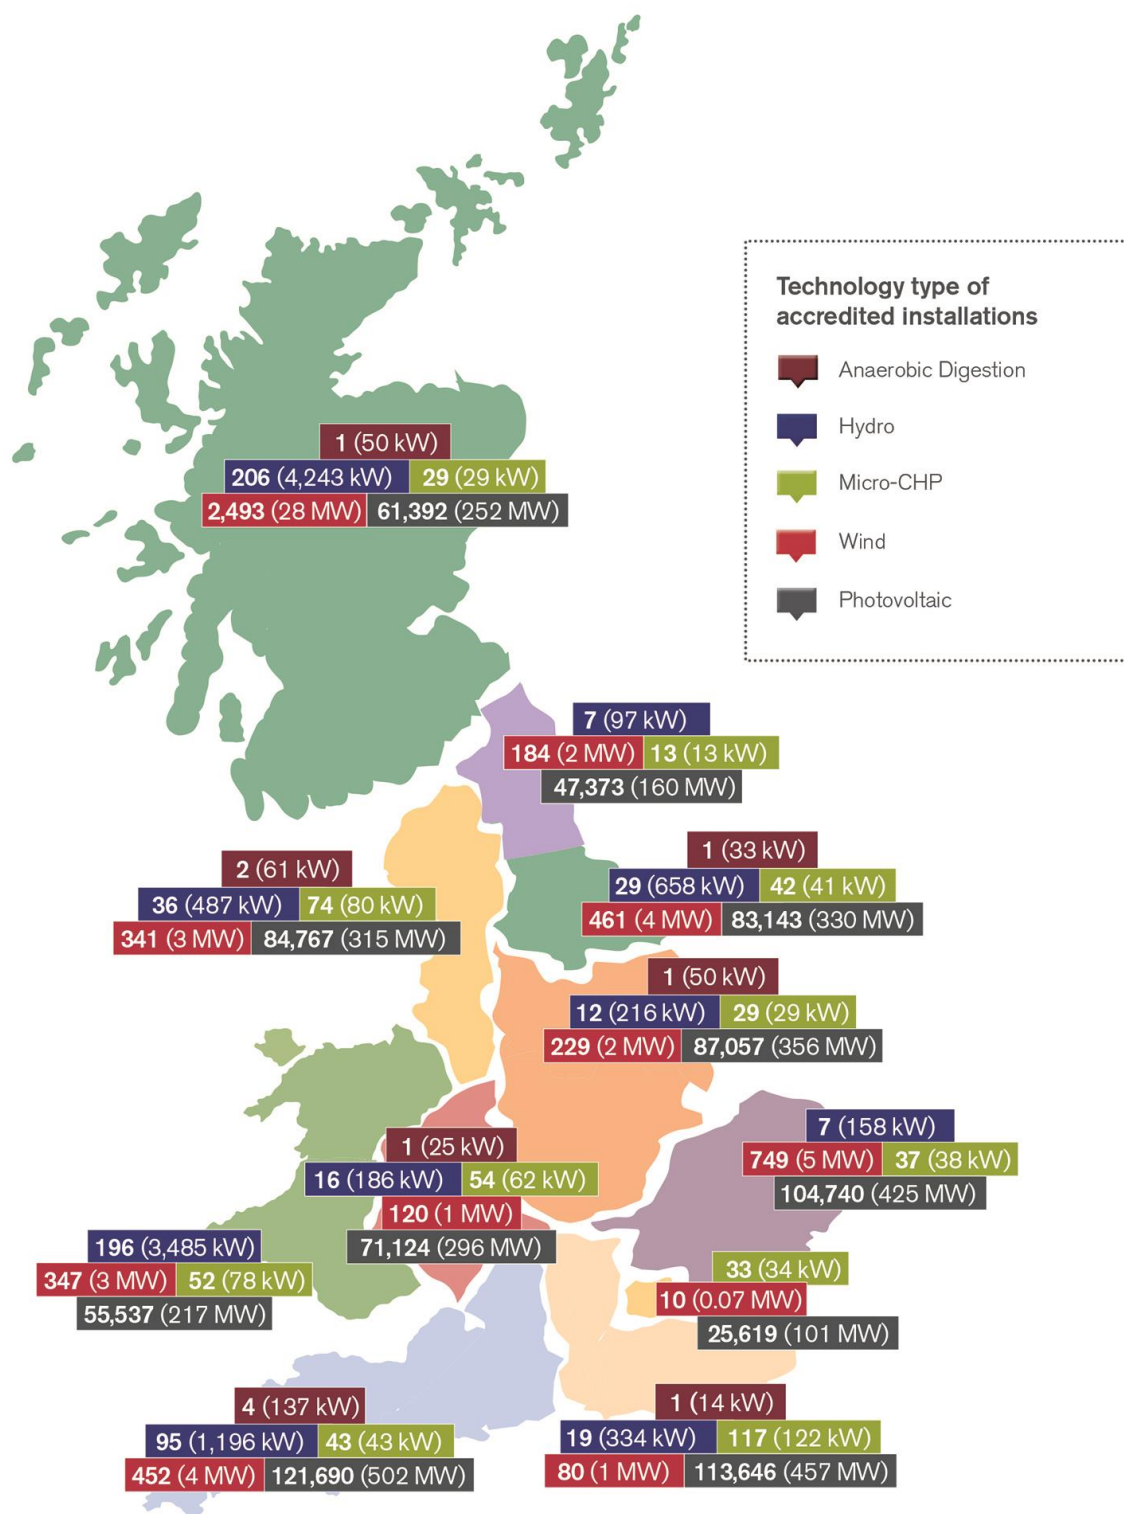 Technology type of
accredited installations
Anaerobic Digestion
Hydro
Micro-CHP
Wind
Photovoltaic
1 (50 kW)
206 (4,243 kW) 29 (29 kW)
2,493 (28 MW) 61,392 (252 MW)
7 (97 kW)
184 (2 MW) 13 (13 kW)
47,373 (160 MW)
1 (33 kW)
29 (658 kW) 42 (41 kW)
461 (4 MW) 83,143 (330 MW)
2 (61 kW)
36 (487 kW) 74 (80 kW)
341 (3 MW) 84,767 (315 MW)
1 (50 kW)
12 (216 kW) 29 (29 kW)
229 (2 MW) 87,057 (356 MW)
7 (158 kW)
749 (5 MW) 37 (38 kW)
104,740 (425 MW)
1 (25 kW)
16 (186 kW) 54 (62 kW)
120 (1 MW)
71,124 (296 MW)
196 (3,485 kW)
347 (3 MW) 52 (78 kW)
55,537 (217 MW)
33 (34 kW)
10 (0.07 MW)
25,619 (101 MW)
4 (137 kW)
95 (1,196 kW) 43 (43 kW)
452 (4 MW) 121,690 (502 MW)
1 (14 kW)
19 (334 kW) 117 (122 kW)
80 (1 MW) 113,646 (457 MW)